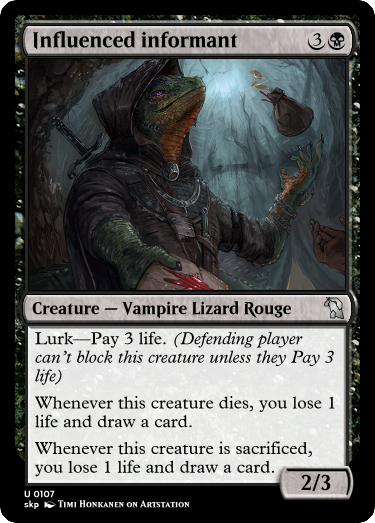 Influenced informant 3
Creature — Vampire Lizard Rouge
Lurk—Pay 3 life. (Defending player
can't block this creature unless they Pay 3
life)
Whenever this creature dies, you lose 1
life and draw a card.
Whenever this creature is sacrificed,
you lose 1 life and draw a card.
2/3
U 0107
skp Timi Honkanen on Artstation